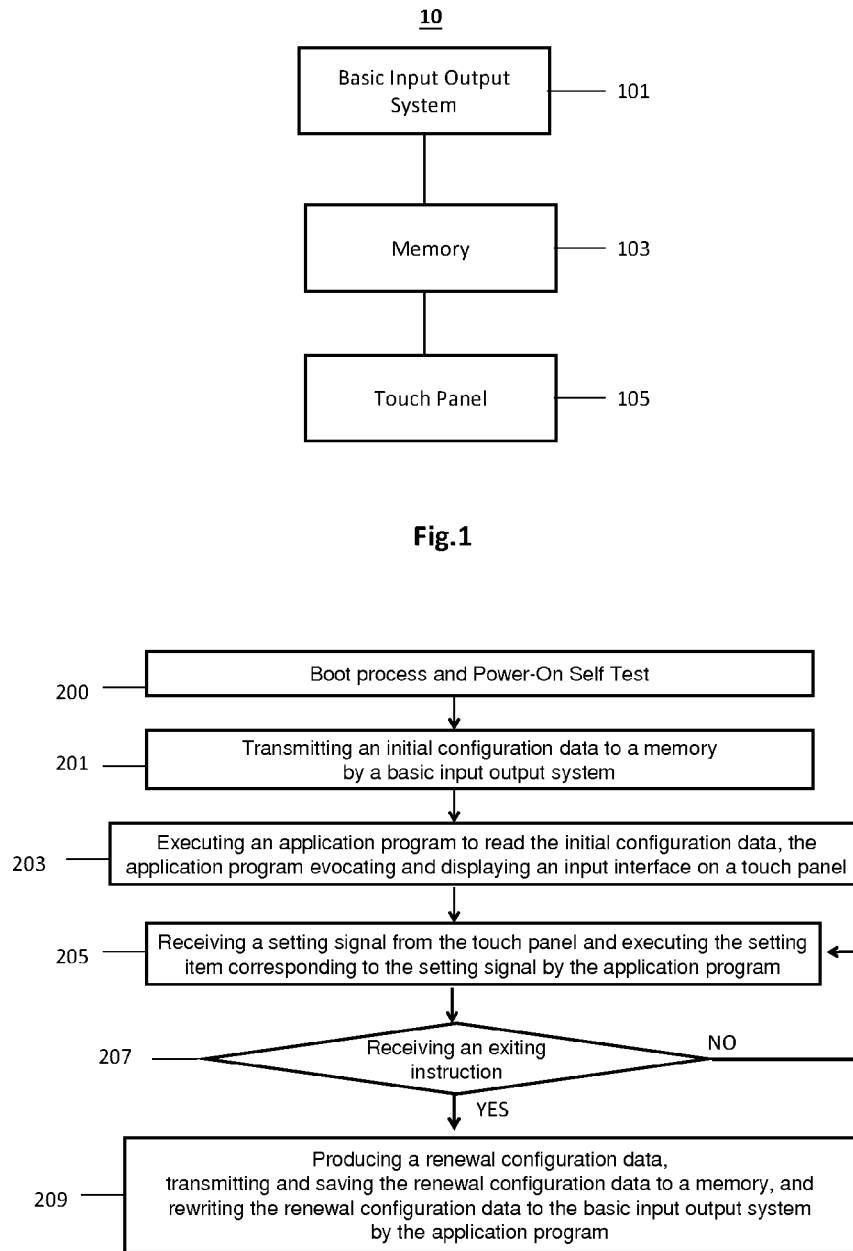 10
Basic Input Output
System
101
Memory
103
Touch Panel
105
Fig.1
Boot process and Power-On Self Test
200
Transmitting an initial configuration data to a memory
by a basic input output system
201
Executing an application program to read the initial configuration data, the
application program evocating and displaying an input interface on a touch panel
203
Receiving a setting signal from the touch panel and executing the setting
item corresponding to the setting signal by the application program
205
Receiving an exiting
instruction
207
NO
YES
Producing a renewal configuration data,
transmitting and saving the renewal configuration data to a memory, and
rewriting the renewal configuration data to the basic input output system
by the application program
209